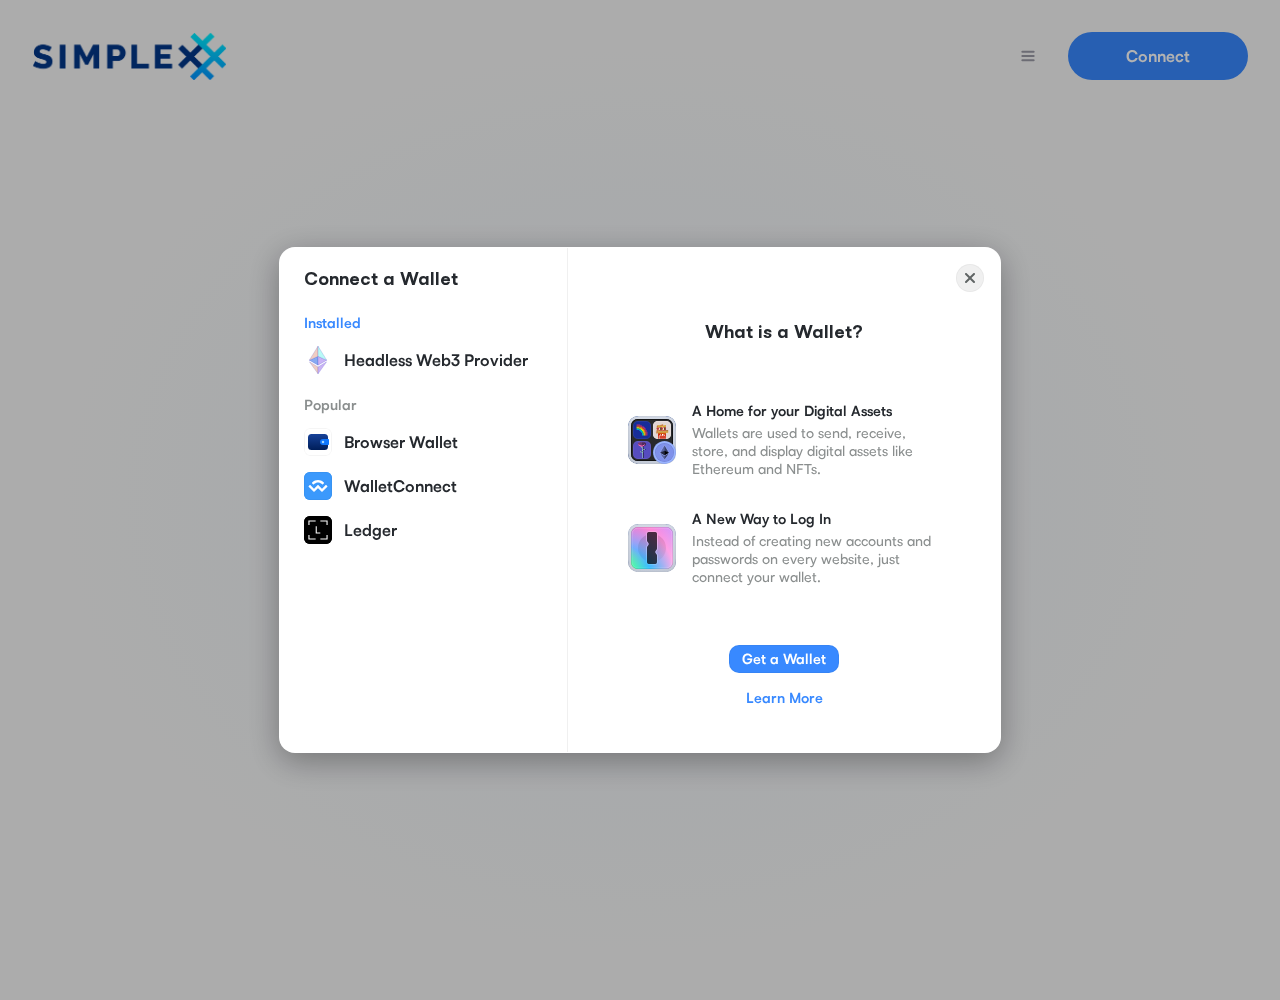 SIMPLEX
Connect
Connect a Wallet
Installed
Headless Web3 Provider
Popular
Browser Wallet
WalletConnect
Ledger
What is a Wallet?
A Home for your Digital Assets
Wallets are used to send, receive,
store, and display digital assets like
Ethereum and NFTs.
A New Way to Log In
Instead of creating new accounts and
passwords on every website, just
connect your wallet.
Get a Wallet
Learn More